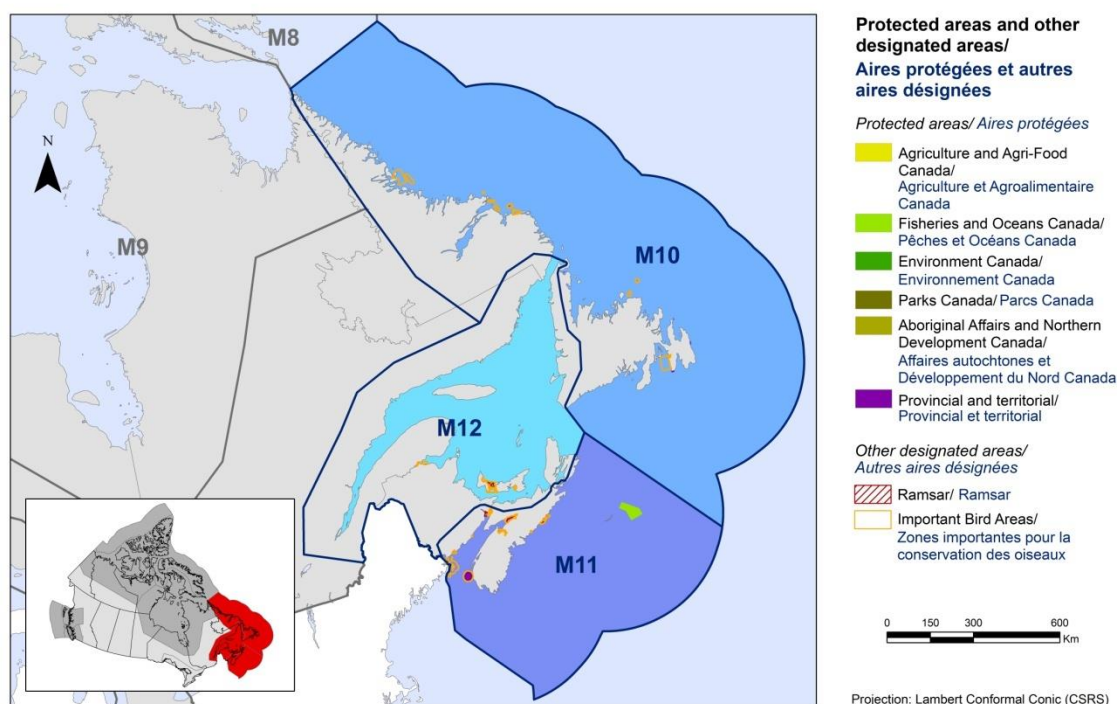 M8
N
M9
M10
M12
M11
Protected areas and other
designated areas/
Aires protégées et autres
aires désignées
Protected areas/ Aires protégées
Agriculture and Agri-Food
Canada/
Agriculture et Agroalimentaire
Canada
Fisheries and Oceans Canada/
Pêches et Océans Canada
Environment Canada/
Environnement Canada
Parks Canada/ Parcs Canada
Aboriginal Affairs and Northern
Development Canada/
Affaires autochtones et
Développement du Nord Canada
Provincial and territorial/
Provincial et territorial
Other designated areas/
Autres aires désignées
Ramsar/ Ramsar
Important Bird Areas/
Zones importantes pour la
conservation des oiseaux
0 150 300 600
Km
Projection: Lambert Conformal Conic (CSRS)